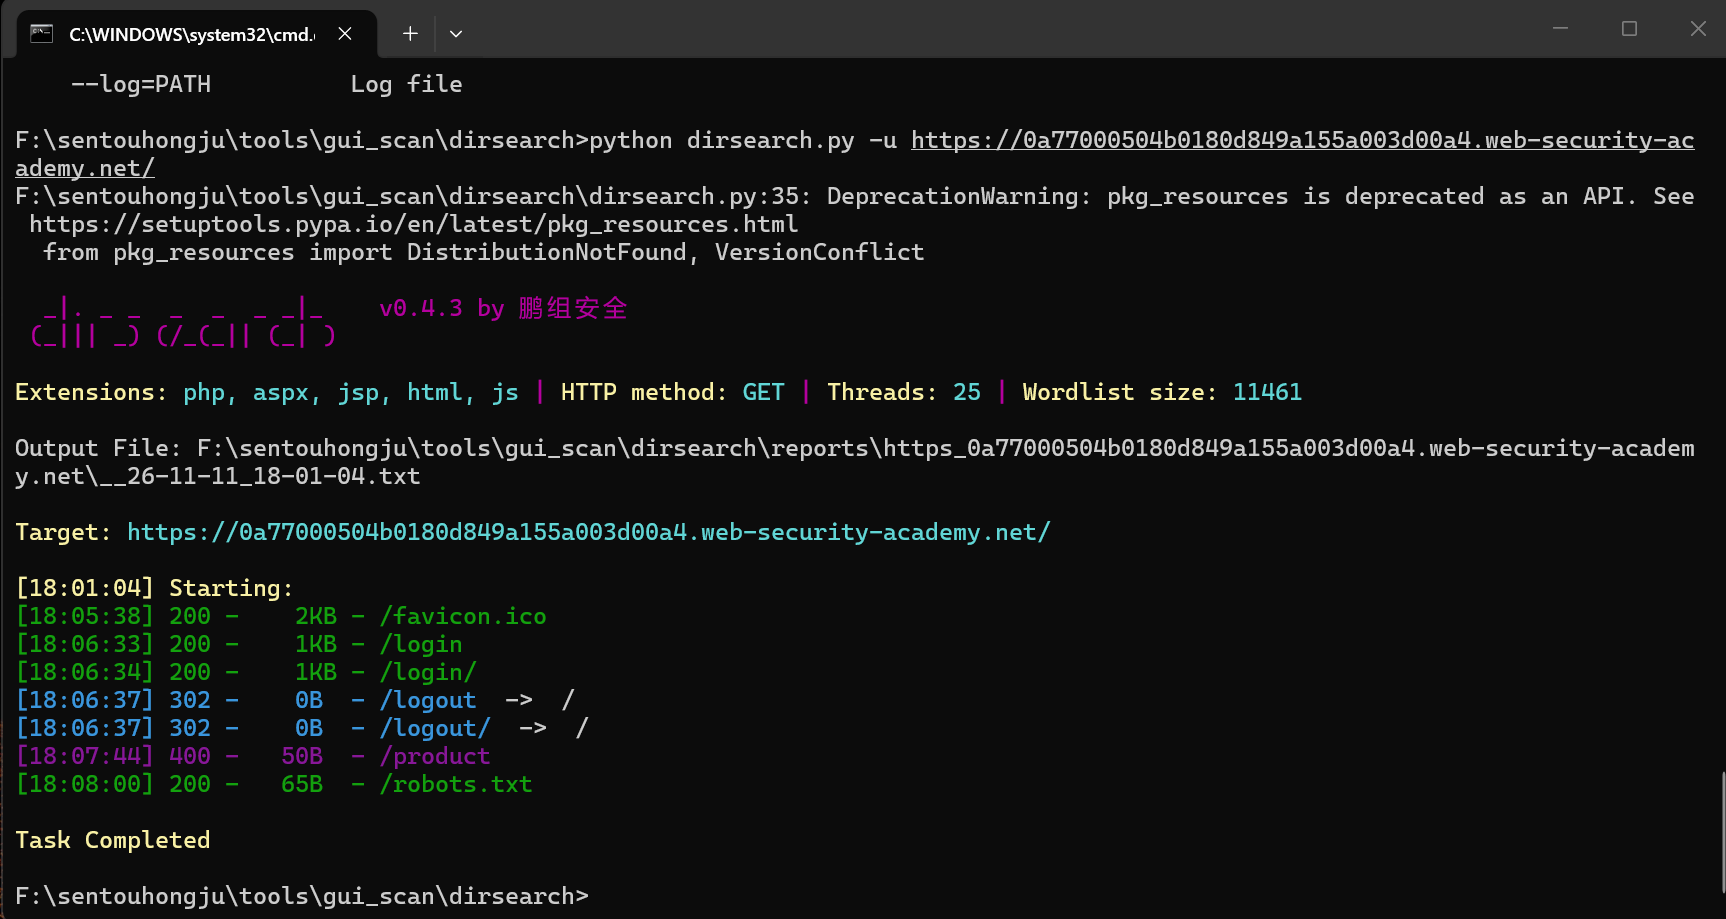 C:\WINDOWS\system32\cmd.
--log=PATH Log file
F:\sentouhongju\tools\gui_scan\dirsearch>python dirsearch.py -u https://0a77000504b0180d849a155a003d00a4.web-security-ac
ademy.net/
F:\sentouhongju\tools\gui_scan\dirsearch\dirsearch.py:35: DeprecationWarning: pkg_resources is deprecated as an API. See
https://setuptools.pypa.io/en/latest/pkg_resources.html
from pkg_resources import DistributionNotFound, VersionConflict
_|. _ _  _  _  _ _|_    v0.4.3 by 鹏组安全
(_||| _) (/_(_|| (_| )
Extensions: php, aspx, jsp, html, js | HTTP method: GET | Threads: 25 | Wordlist size: 11461
Output File: F:\sentouhongju\tools\gui_scan\dirsearch\reports\https_0a77000504b0180d849a155a003d00a4.web-security-academ
y.net\__26-11-11_18-01-04.txt
Target: https://0a77000504b0180d849a155a003d00a4.web-security-academy.net/
[18:01:04] Starting:
[18:05:38] 200 -    2KB - /favicon.ico
[18:06:33] 200 -    1KB - /login
[18:06:34] 200 -    1KB - /login/
[18:06:37] 302 -    0B  - /logout  ->  /
[18:06:37] 302 -    0B  - /logout/  ->  /
[18:07:44] 400 -   50B  - /product
[18:08:00] 200 -   65B  - /robots.txt
Task Completed
F:\sentouhongju\tools\gui_scan\dirsearch>